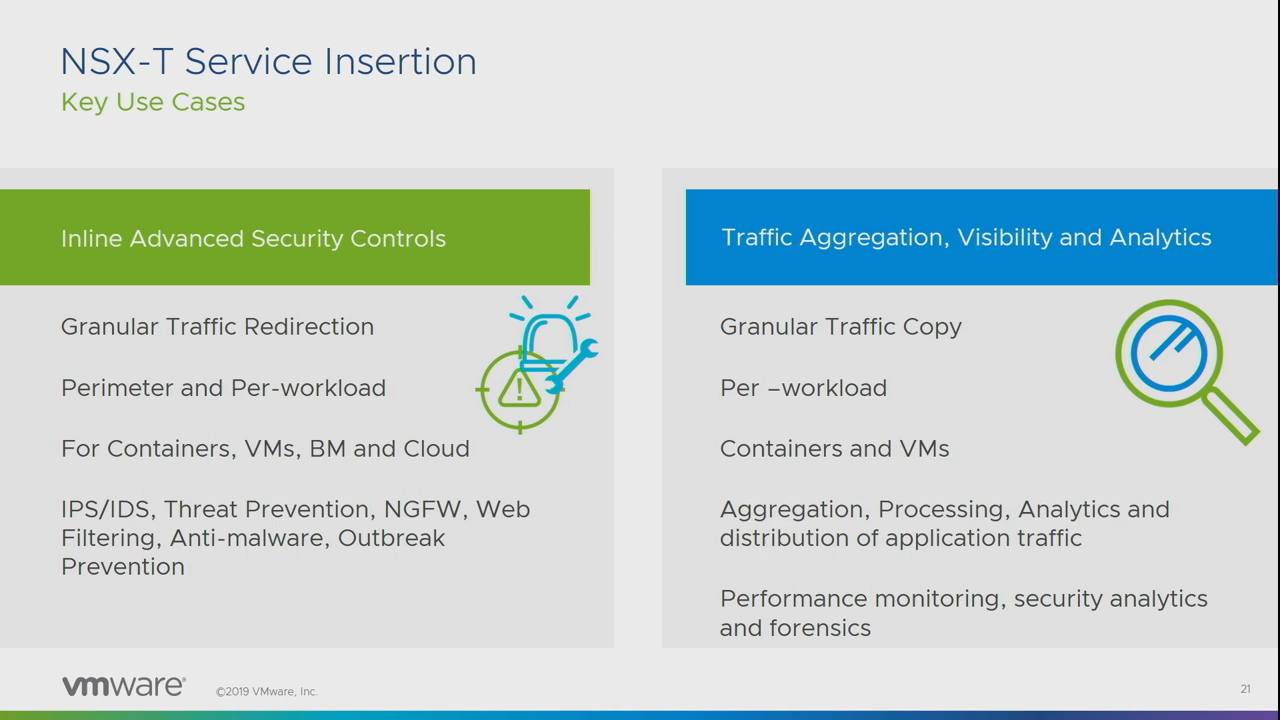 NSX-T Service Insertion
Key Use Cases
Inline Advanced Security Controls
Granular Traffic Redirection
Perimeter and Per-workload
For Containers, VMs, BM and Cloud
IPS/IDS, Threat Prevention, NGFW, Web
Filtering, Anti-malware, Outbreak
Prevention
Traffic Aggregation, Visibility and Analytics
Granular Traffic Copy
Per –workload
Containers and VMs
Aggregation, Processing, Analytics and
distribution of application traffic
Performance monitoring, security analytics
and forensics
vmware®
©2019 VMware, Inc.
21